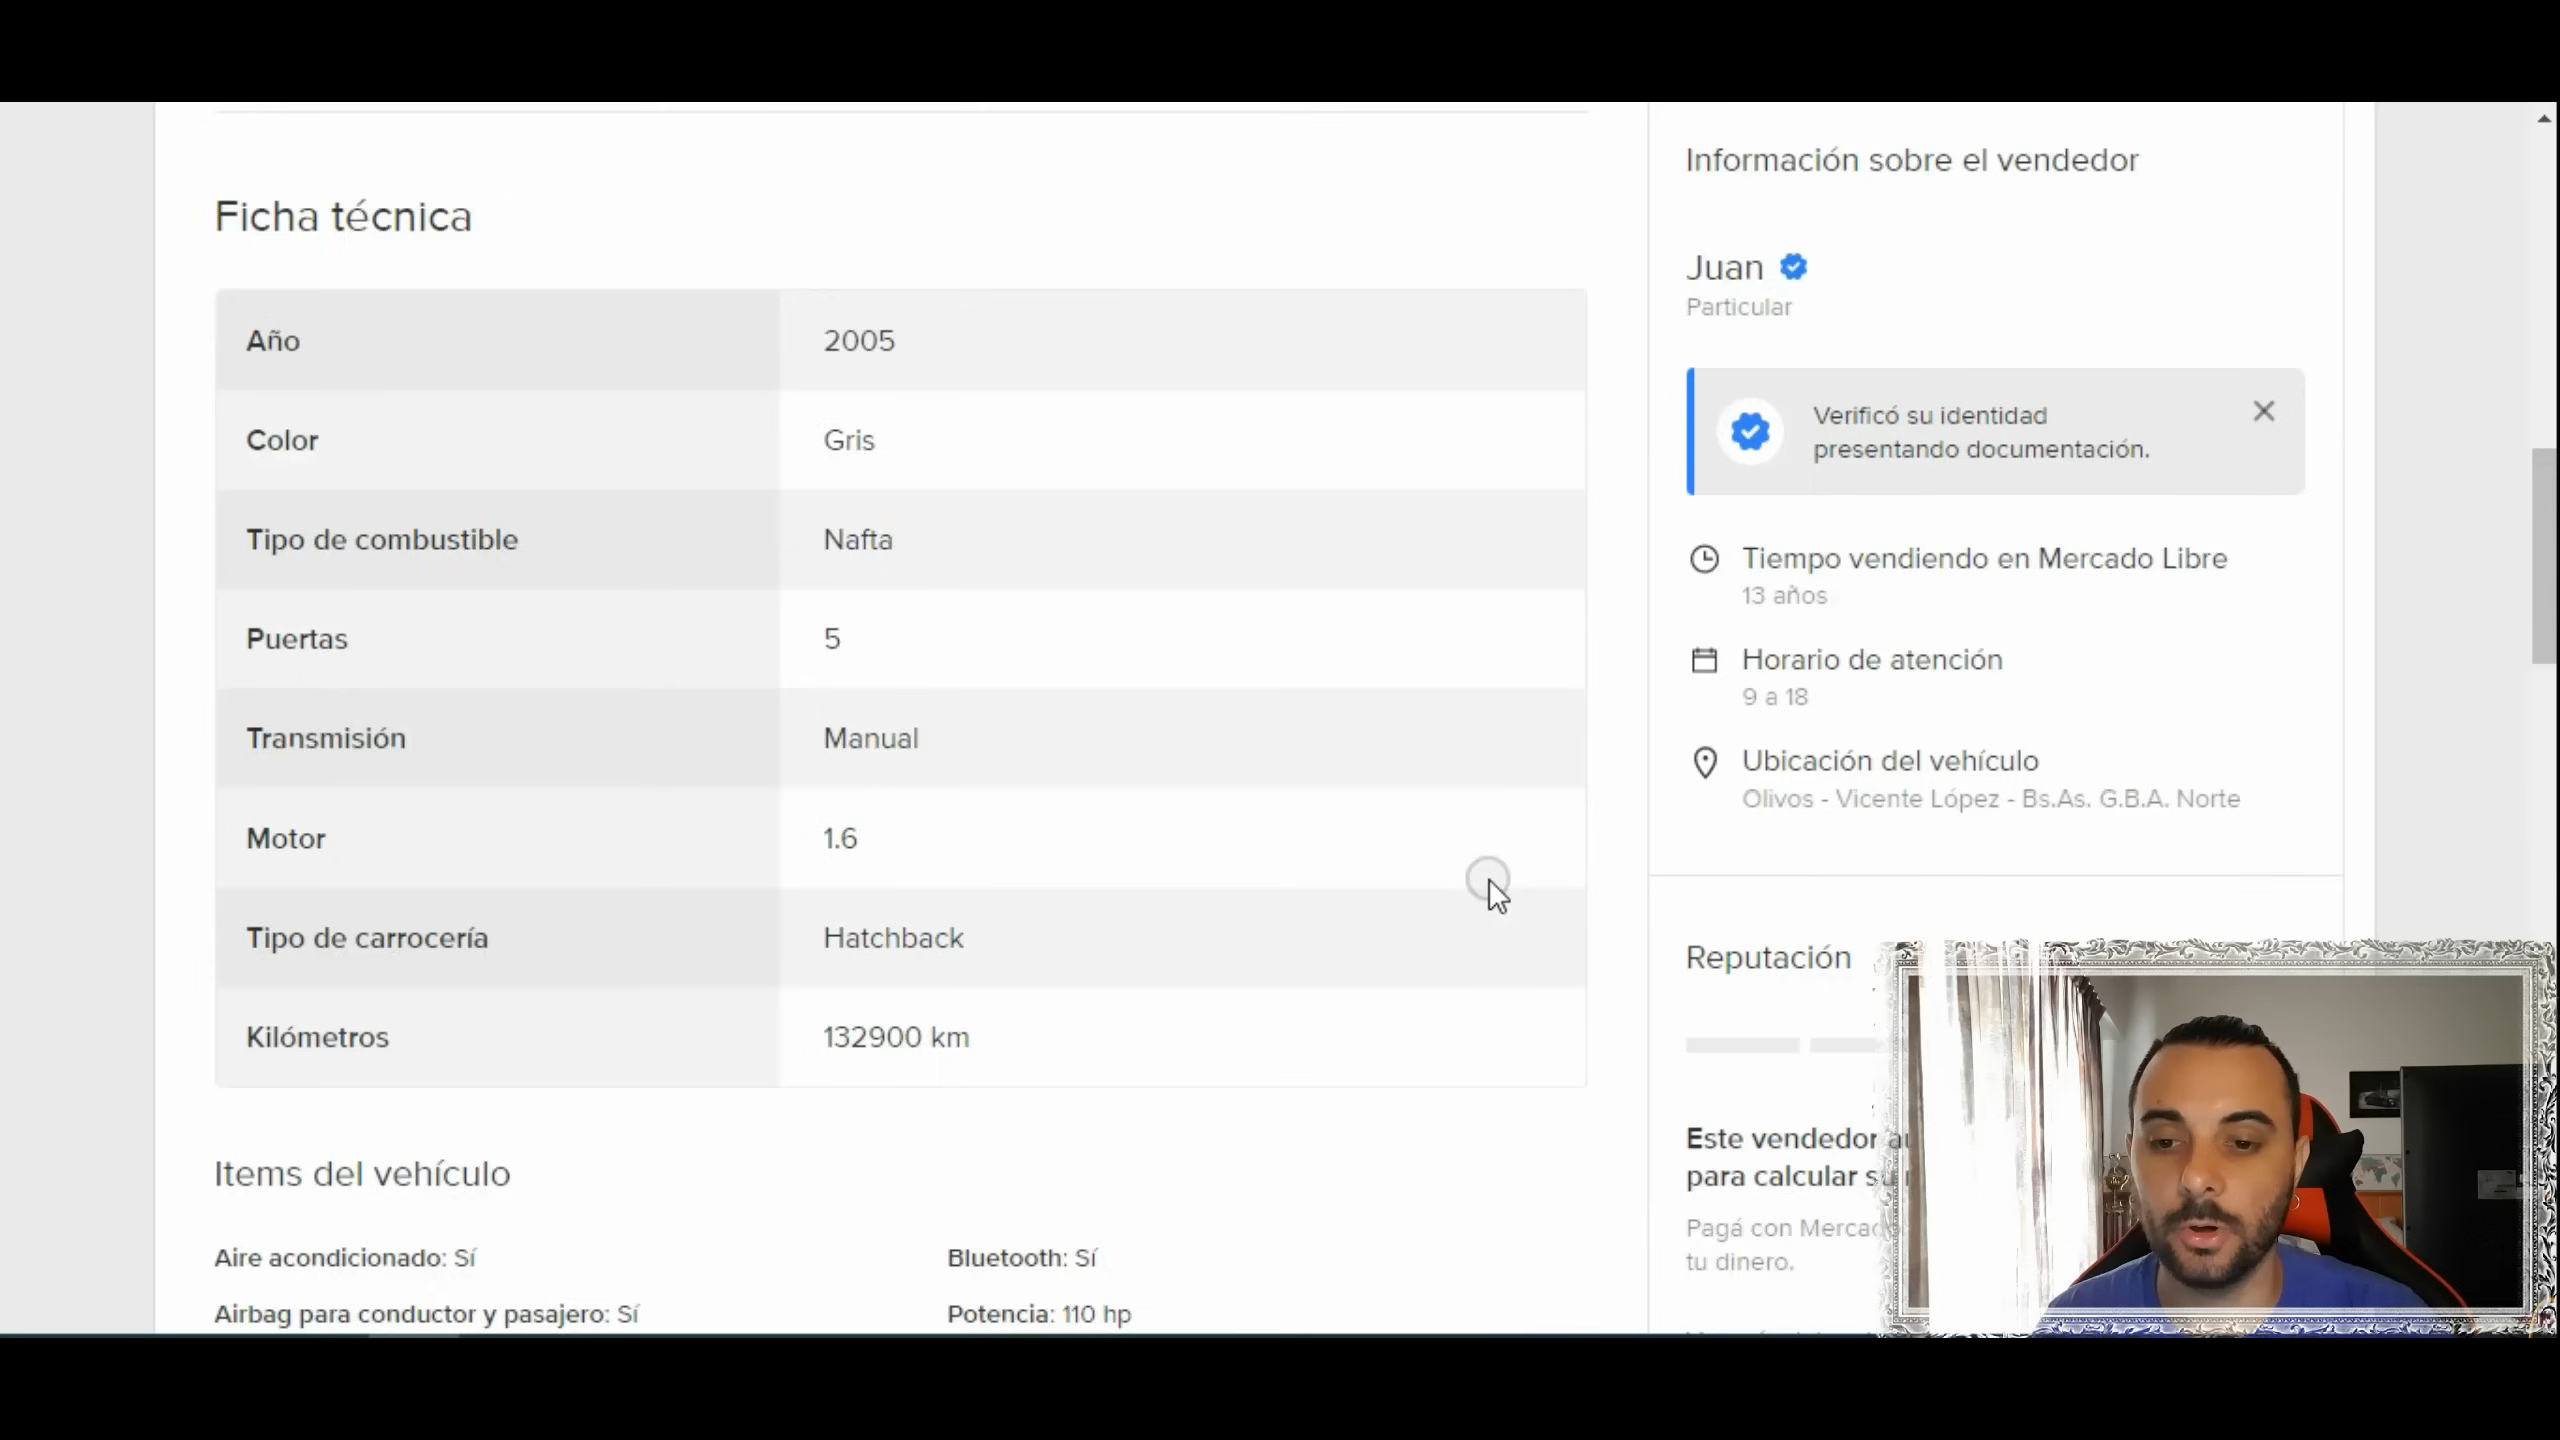 Ficha técnica
Año 2005
Color Gris
Tipo de combustible Nafta
Puertas 5
Transmisión Manual
Motor 1.6
Tipo de carrocería Hatchback
Kilómetros 132900 km
Items del vehículo
Aire acondicionado: Sí
Bluetooth: Sí
Airbag para conductor y pasajero: Sí
Potencia: 110 hp
Información sobre el vendedor
Juan
Particular
Verificó su identidad
presentando documentación.
Tiempo vendiendo en Mercado Libre
13 años
Horario de atención
9 a 18
Ubicación del vehículo
Olivos - Vicente López - Bs.As. G.B.A. Norte
Reputación
Este vendedor
para calcular
Pagá con
tu dinero.